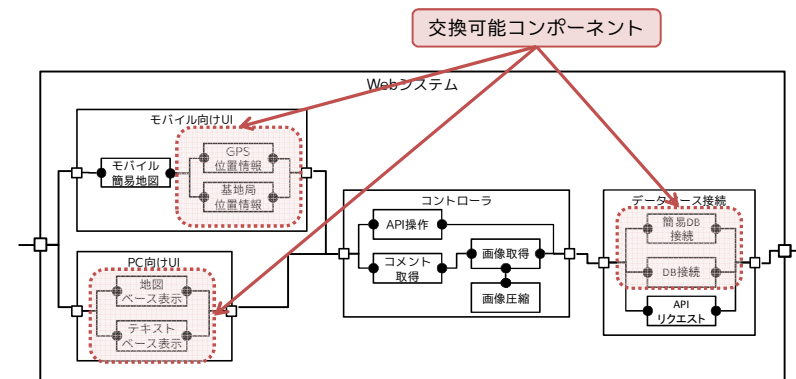 交換可能コンポーネント
Webシステム
モバイル向けUI
モバイル
簡易地図
GPS
位置情報
基地局
位置情報
PC向けUI
地図
ベース表示
テキスト
ベース表示
コントローラ
API操作
コメント
取得
画像取得
画像圧縮
データベース接続
簡易DB
接続
DB接続
API
リクエスト